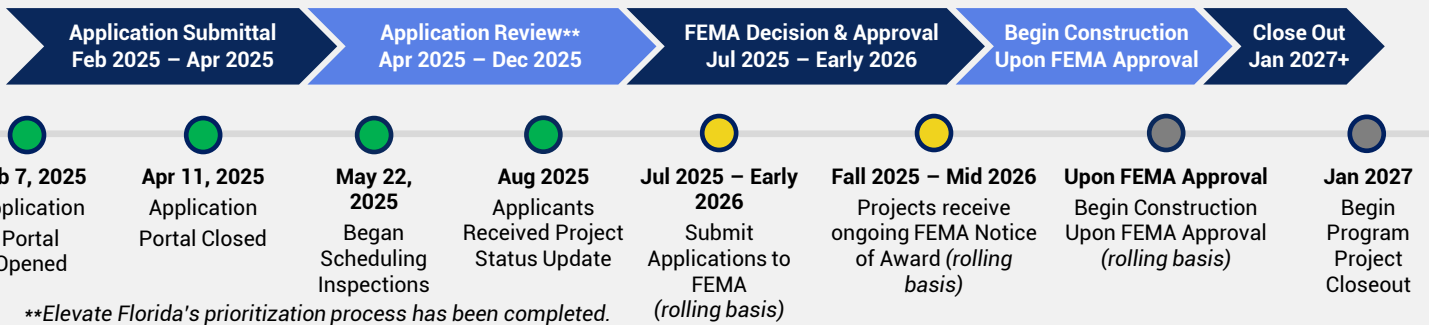 Application Submittal
Feb 2025 – Apr 2025
Application Review**
Apr 2025 – Dec 2025
FEMA Decision & Approval
Jul 2025 – Early 2026
Begin Construction
Upon FEMA Approval
Close Out
Jan 2027+
b 7, 2025
plication
Portal
Opened
Apr 11, 2025
Application
Portal Closed
May 22,
2025
Began
Scheduling
Inspections
Aug 2025
Applicants
Received Project
Status Update
Jul 2025 – Early
2026
Submit
Applications to
FEMA
(rolling basis)
Fall 2025 – Mid 2026
Projects receive
ongoing FEMA Notice
of Award (rolling
basis)
Upon FEMA Approval
Begin Construction
Upon FEMA Approval
(rolling basis)
Jan 2027
Begin
Program
Project
Closeout
**Elevate Florida's prioritization process has been completed.